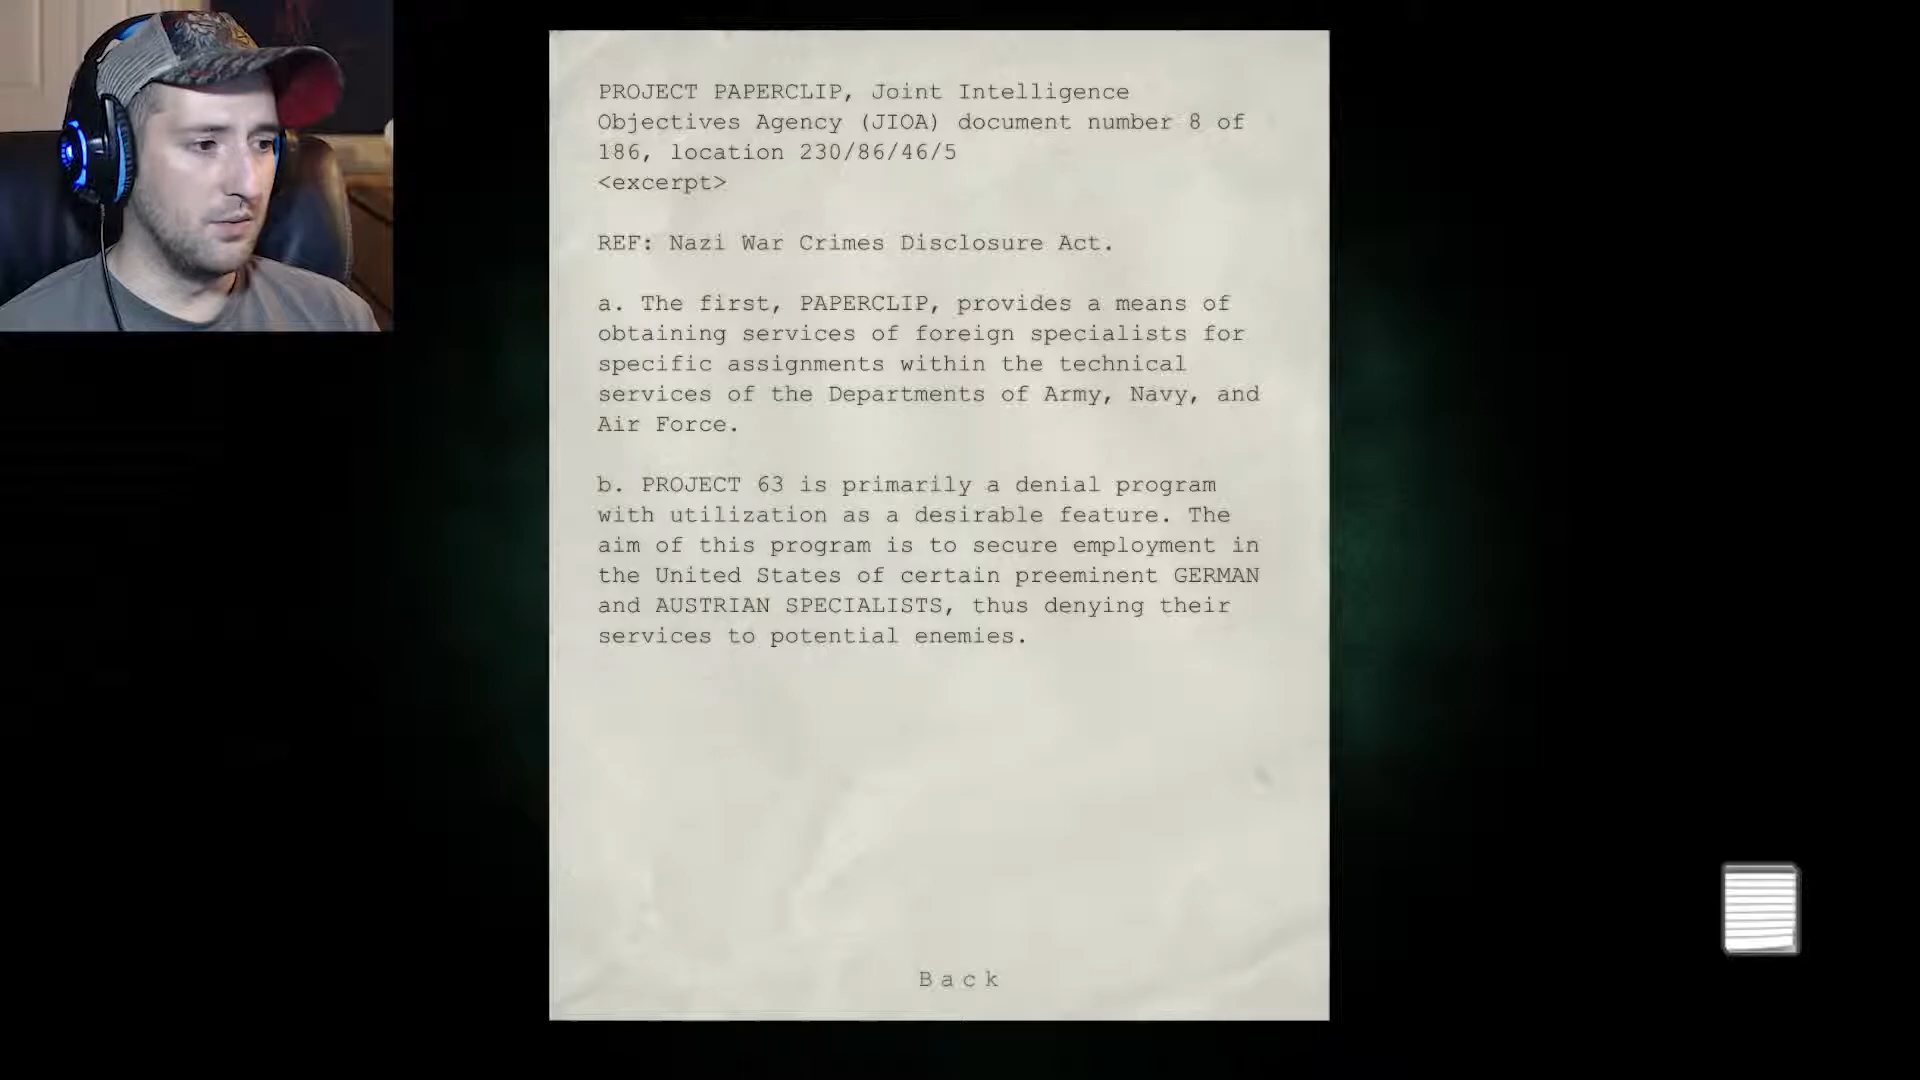 PROJECT PAPERCLIP, Joint Intelligence
Objectives Agency (JIOA) document number 8 of
186, location 230/86/46/5
<excerpt>
REF: Nazi War Crimes Disclosure Act.
a. The first, PAPERCLIP, provides a means of
obtaining services of foreign specialists for
specific assignments within the technical
services of the Departments of Army, Navy, and
Air Force.
b. PROJECT 63 is primarily a denial program
with utilization as a desirable feature. The
aim of this program is to secure employment in
the United States of certain preeminent GERMAN
and AUSTRIAN SPECIALISTS, thus denying their
services to potential enemies.
Back